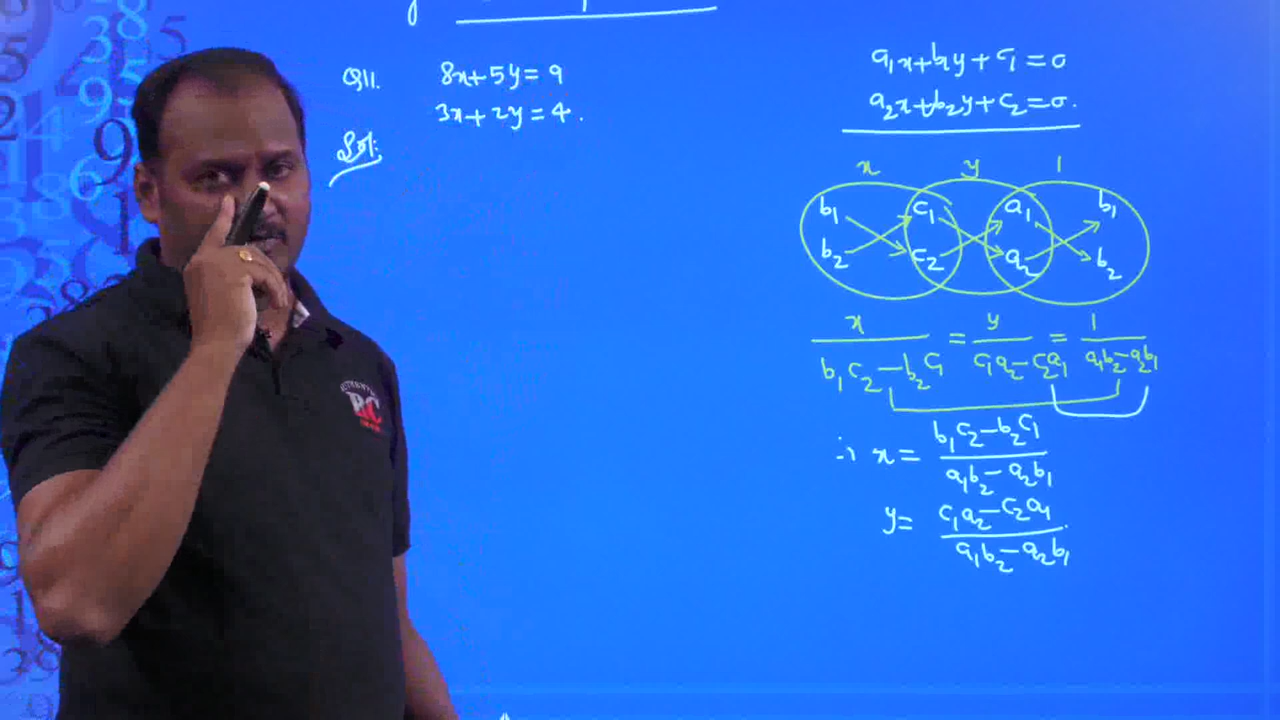 Q11. 8x+5y=9
3x+2y=4.
Sol:
a₁x+b₁y+c₁=0
a₂x+b₂y+c₂=0.
x y 1
b₁ c₁ a₁ b₁
b₂ c₂ a₂ b₂
x/(b₁c₂-b₂c₁) = y/(c₁a₂-c₂a₁) = 1/(a₁b₂-a₂b₁)
∴ x= (b₁c₂-b₂c₁)/(a₁b₂-a₂b₁)
y= (c₁a₂-c₂a₁)/(a₁b₂-a₂b₁).
RC